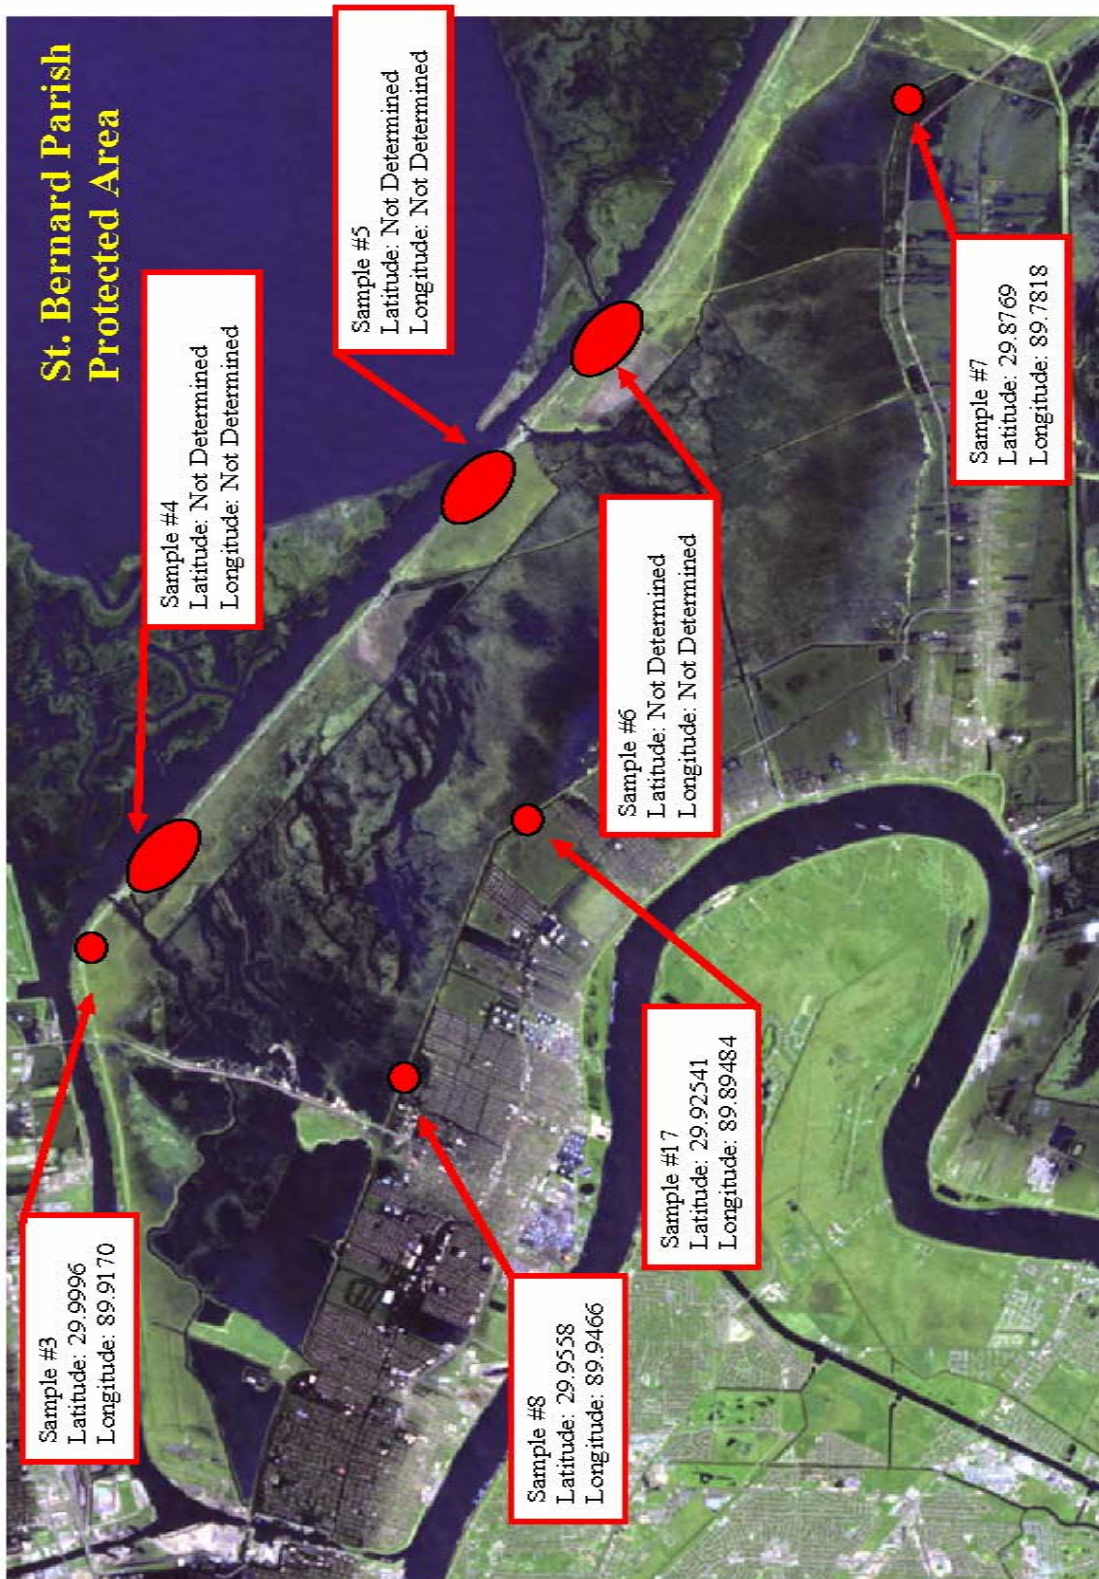 St. Bernard Parish
Protected Area
Sample #3
Latitude: 29.9996
Longitude: 89.9170
Sample #4
Latitude: Not Determined
Longitude: Not Determined
Sample #5
Latitude: Not Determined
Longitude: Not Determined
Sample #8
Latitude: 29.9558
Longitude: 89.9466
Sample #17
Latitude: 29.92541
Longitude: 89.89484
Sample #6
Latitude: Not Determined
Longitude: Not Determined
Sample #7
Latitude: 29.8769
Longitude: 89.7818